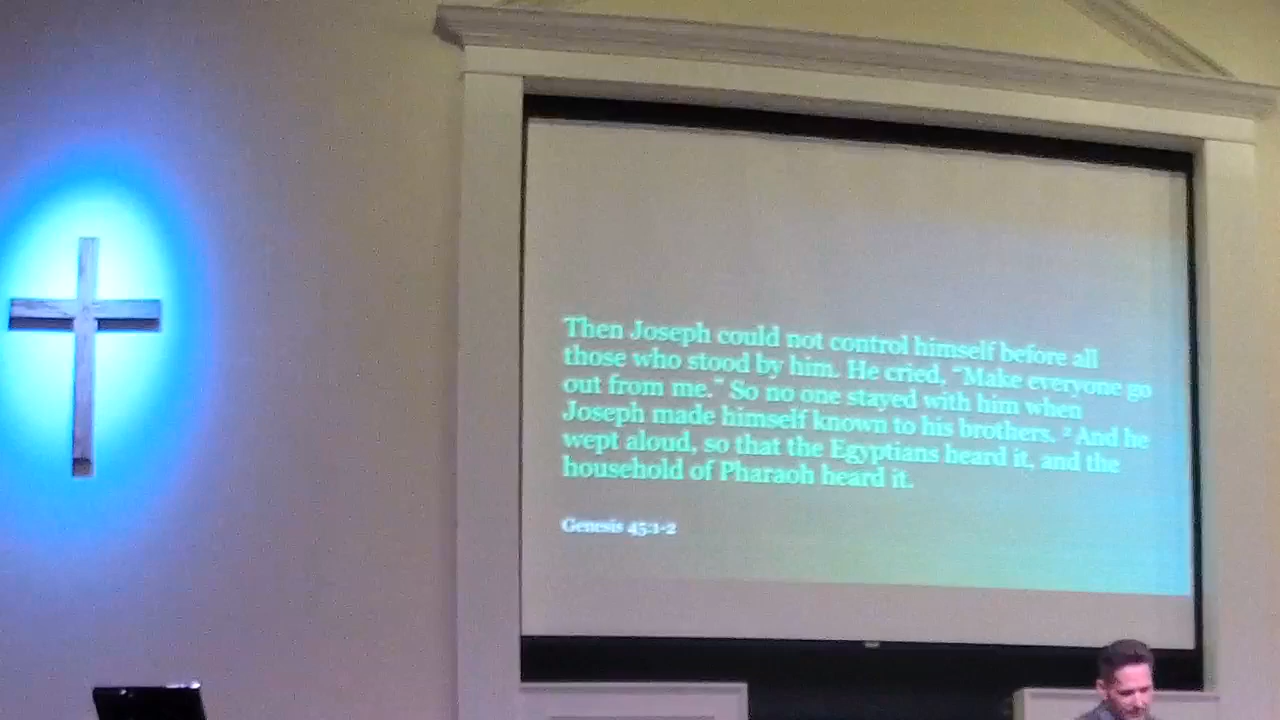 Then Joseph could not control himself before all
those who stood by him. He cried, “Make everyone go
out from me.” So no one stayed with him when
Joseph made himself known to his brothers. ² And he
wept aloud, so that the Egyptians heard it, and the
household of Pharaoh heard it.
Genesis 45:1-2